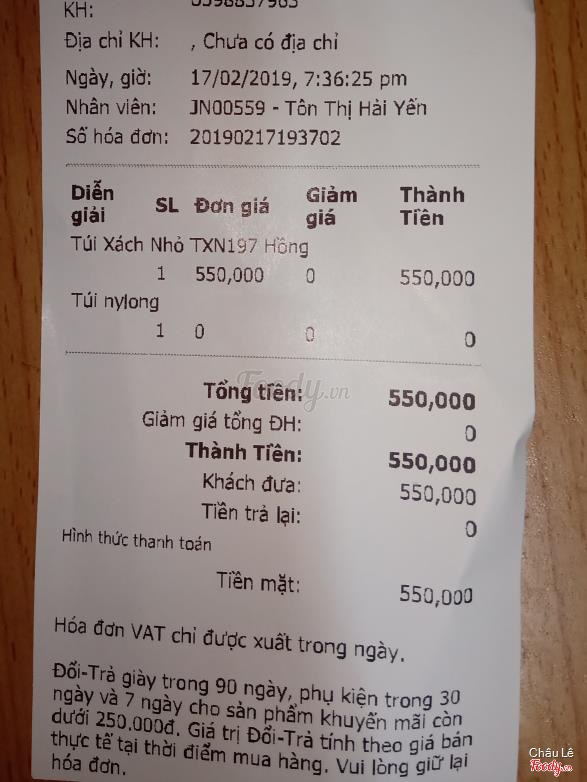 KH:
Địa chỉ KH: , Chưa có địa chỉ
Ngày, giờ: 17/02/2019, 7:36:25 pm
Nhân viên: JN00559 - Tôn Thị Hải Yến
Số hóa đơn: 20190217193702
Diễn giải SL Đơn giá Giảm giá Thành Tiền
Túi Xách Nhỏ TXN197 Hồng
1 550,000 0 550,000
Túi nylong
1 0 0 0
Tổng tiền: 550,000
Foody.vn
Giảm giá tổng ĐH: 0
Thành Tiền: 550,000
Khách đưa: 550,000
Tiền trả lại: 0
Hình thức thanh toán
Tiền mặt: 550,000
Hóa đơn VAT chỉ được xuất trong ngày.
Đổi-Trả giày trong 90 ngày, phụ kiện trong 30
ngày và 7 ngày cho sản phẩm khuyến mãi còn
dưới 250.000đ. Giá trị Đổi-Trả tính theo giá bán
thực tế tại thời điểm mua hàng. Vui lòng giữ lại
hóa đơn.
Châu Lê
Foody